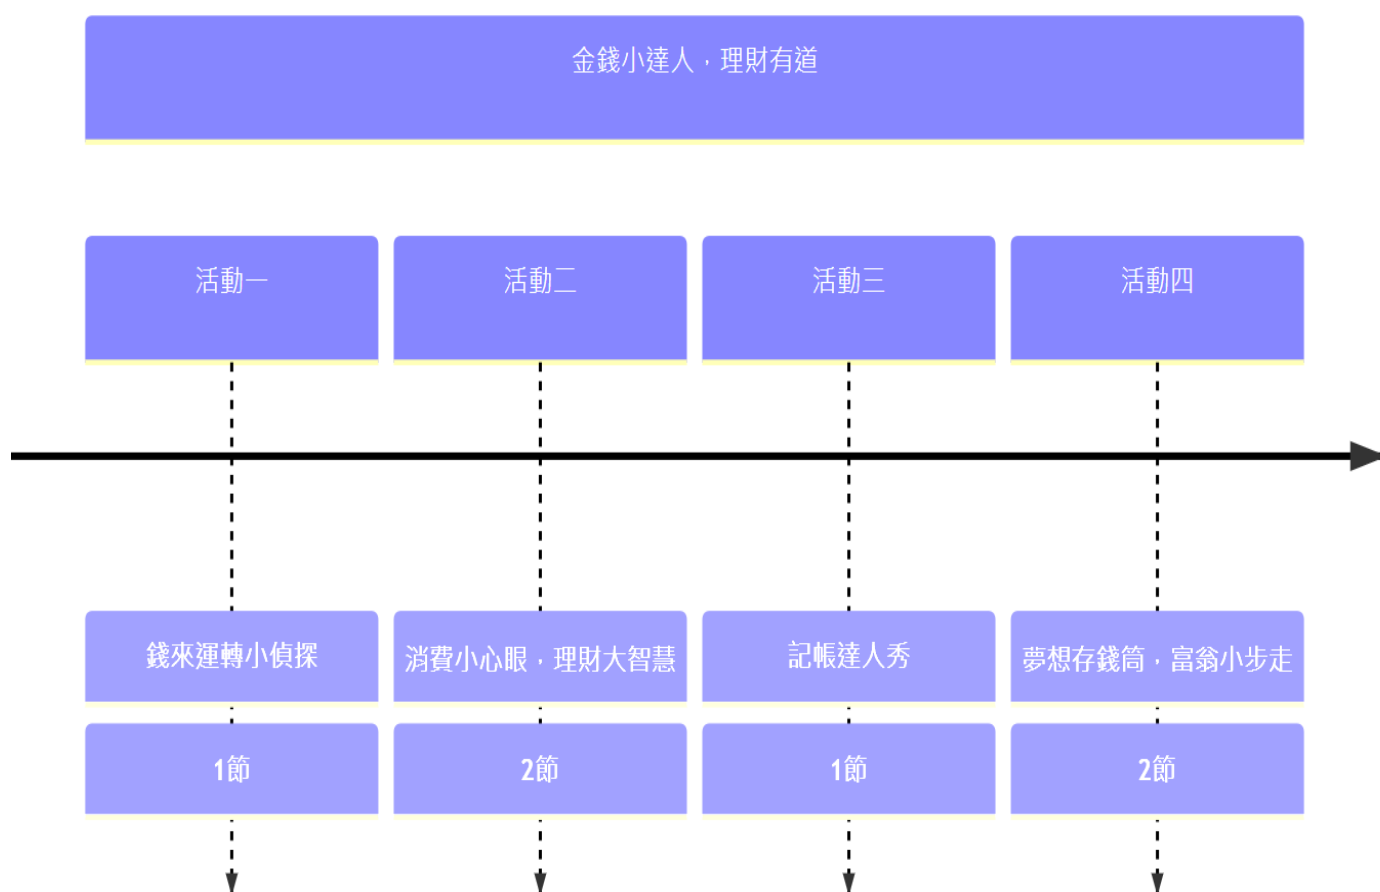 金錢小達人，理財有道
活動一
活動二
活動三
活動四
錢來運轉小偵探
消費小心眼，理財大智慧
記帳達人秀
夢想存錢筒，富翁小步走
1節
2節
1節
2節